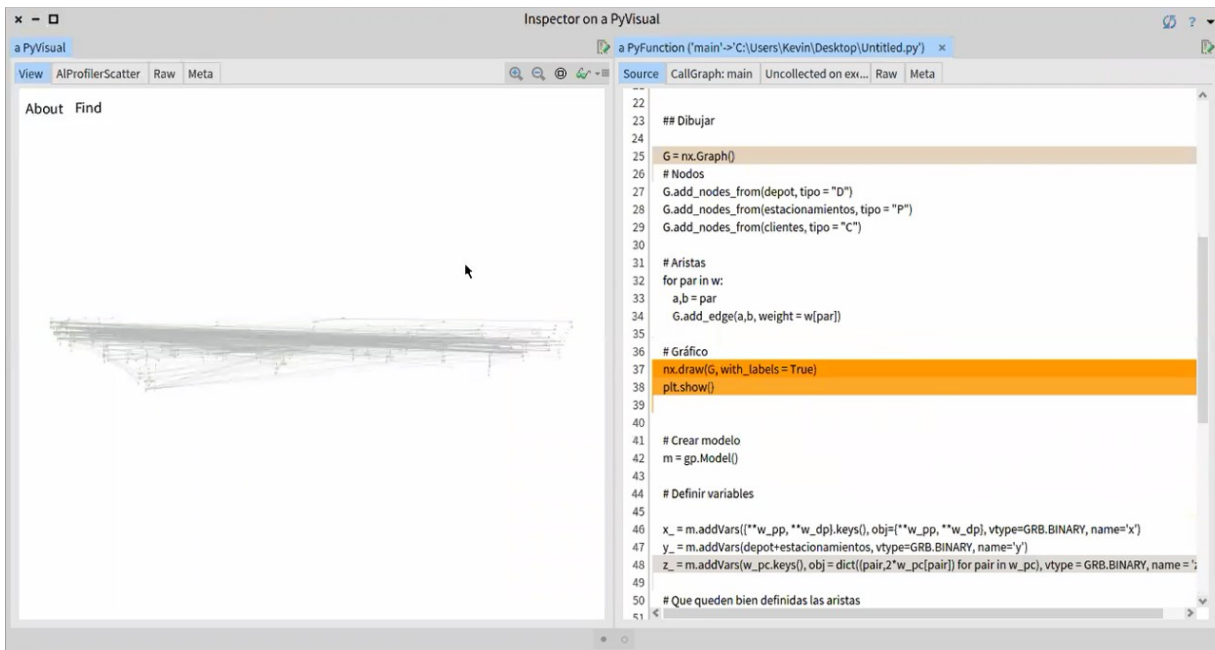 Inspector on a PyVisual
?
a PyVisual
a PyFunction ('main'->'C:\Users\Kevin\Desktop\Untitled.py') ×
View AlProfilerScatter Raw Meta
Source CallGraph: main Uncollected on exe... Raw Meta
About Find
22
23 ## Dibujar
24
25 G = nx.Graph()
26 # Nodos
27 G.add_nodes_from(depot, tipo = "D")
28 G.add_nodes_from(estacionamientos, tipo = "P")
29 G.add_nodes_from(clientes, tipo = "C")
30
31 # Aristas
32 for par in w:
33 a,b = par
34 G.add_edge(a,b, weight = w[par])
35
36 # Gráfico
37 nx.draw(G, with_labels = True)
38 plt.show()
39
40
41 # Crear modelo
42 m = gp.Model()
43
44 # Definir variables
45
46 x_ = m.addVars({**w_pp, **w_dp}.keys(), obj={**w_pp, **w_dp}, vtype=GRB.BINARY, name='x')
47 y_ = m.addVars(depot+estacionamientos, vtype=GRB.BINARY, name='y')
48 z_ = m.addVars(w_pc.keys(), obj = dict((pair,2*w_pc[pair]) for pair in w_pc), vtype = GRB.BINARY, name = 'z
49
50 # Que queden bien definidas las aristas
51